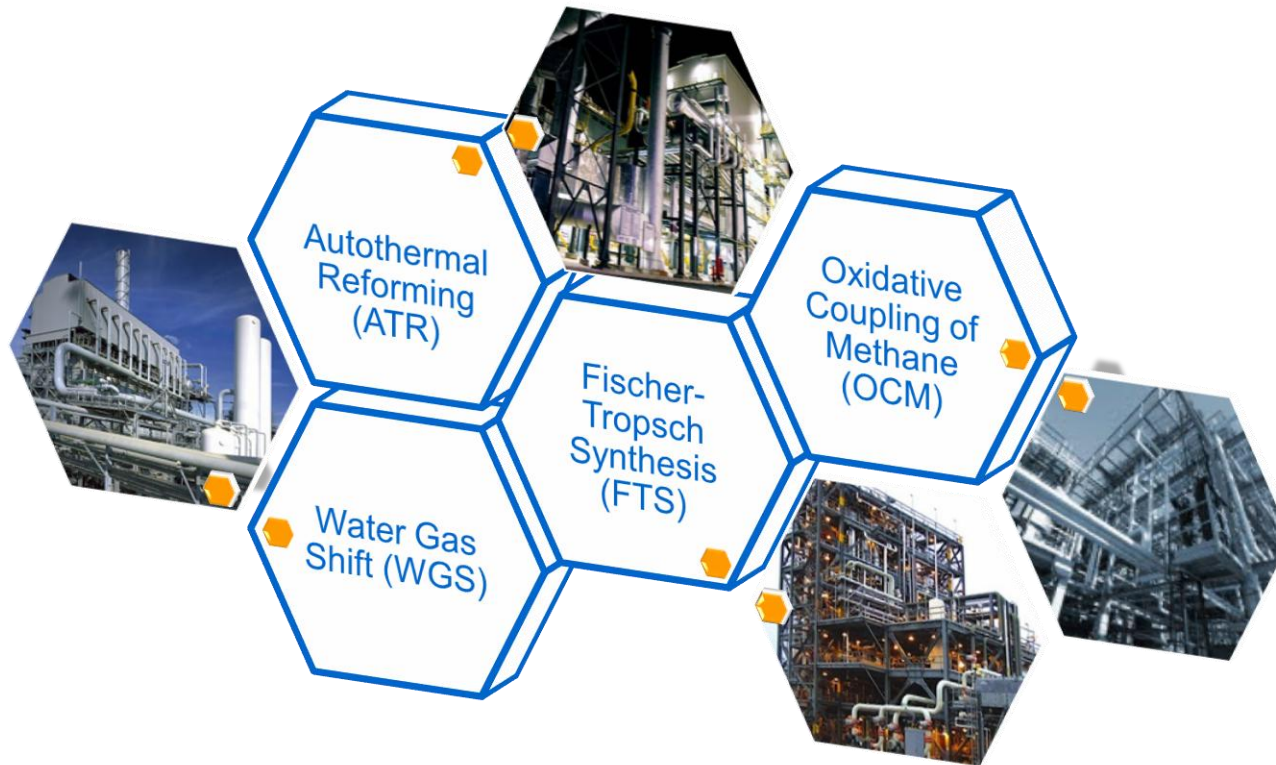 Autothermal
Reforming
(ATR)
Oxidative
Coupling of
Methane
(OCM)
Fischer-
Tropsch
Synthesis
(FTS)
Water Gas
Shift (WGS)